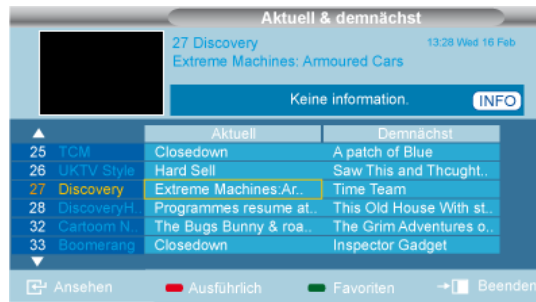 Aktuell & demnächst
27 Discovery 13:28 Wed 16 Feb
Extreme Machines: Armoured Cars
Keine information. INFO
Aktuell Demnächst
25 TCM Closedown A patch of Blue
26 UKTV Style Hard Sell Saw This and Thcught..
27 Discovery Extreme Machines:Ar.. Time Team
28 DiscoveryH.. Programmes resume at.. This Old House With st..
32 Cartoom N.. The Bugs Bunny & roa.. The Grim Adventures o..
33 Boomerang Closedown Inspector Gadget
Ansehen Ausführlich Favoriten Beenden